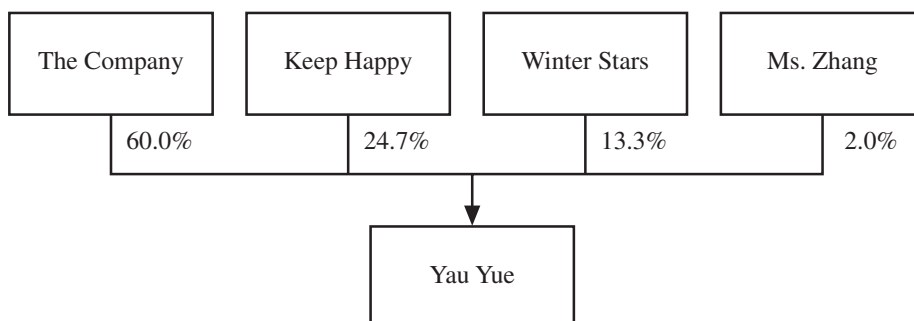 The Company Keep Happy Winter Stars Ms. Zhang
60.0% 24.7% 13.3% 2.0%
Yau Yue